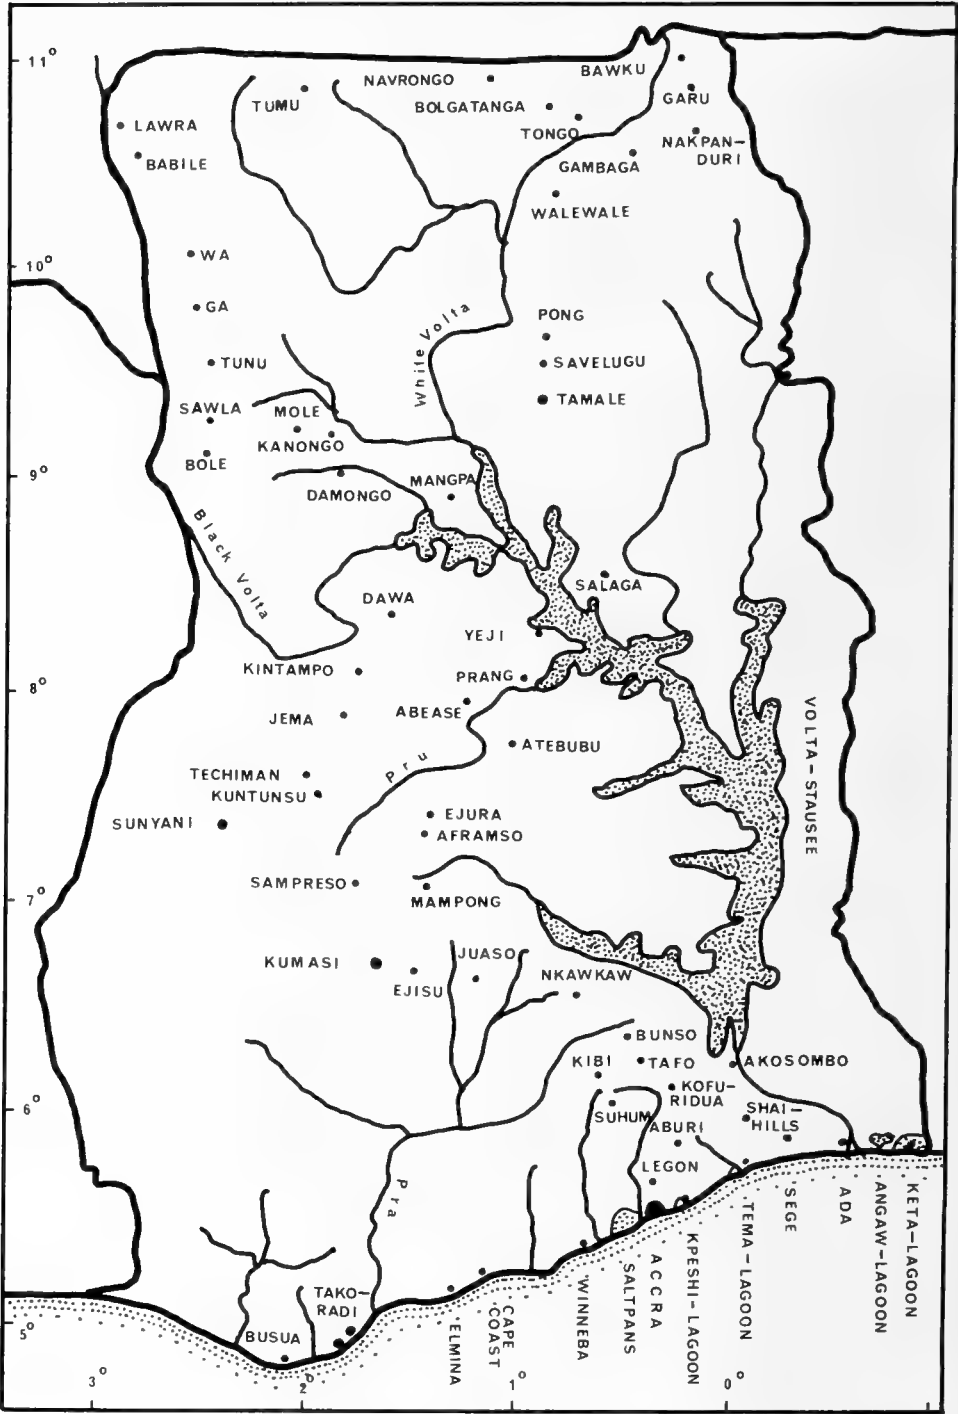 11°
NAVRONGO
BAWKU
TUMU
BOLGATANGA
GARU
LAWRA
TONGO
NAKPAN-
DURI
BABILE
GAMBAGA
WALEWALE
WA
10°
GA
PONG
White Volta
TUNU
SAVELUGU
TAMALE
SAWLA
MOLE
KANONGO
BOLE
9°
DAMONGO
MANGPA
Black Volta
SALAGA
DAWA
YEJI
KINTAMPO
PRANG
8°
JEMA
ABEASE
VOLTA-STAUSEE
ATEBUBU
Pru
TECHIMAN
KUNTUNSU
SUNYANI
EJURA
AFRAMSO
SAMPRESO
7°
MAMPONG
KUMASI
JUASO
EJISU
NKAWKAW
BUNSO
KIBI
TAFO
AKOSOMBO
KOFU-
RIDUA
6°
SUHUM
SHAI-
HILLS
ABURI
LEGON
Pra
TAKO-
RADI
BUSUA
5°
ELMINA
CAPE
COAST
WINNEBA
SALTPANS
ACCRA
KPESHI-LAGOON
TEMA-LAGOON
SEGE
ADA
ANGAW-LAGOON
KETA-LAGOON
3°
2°
1°
0°